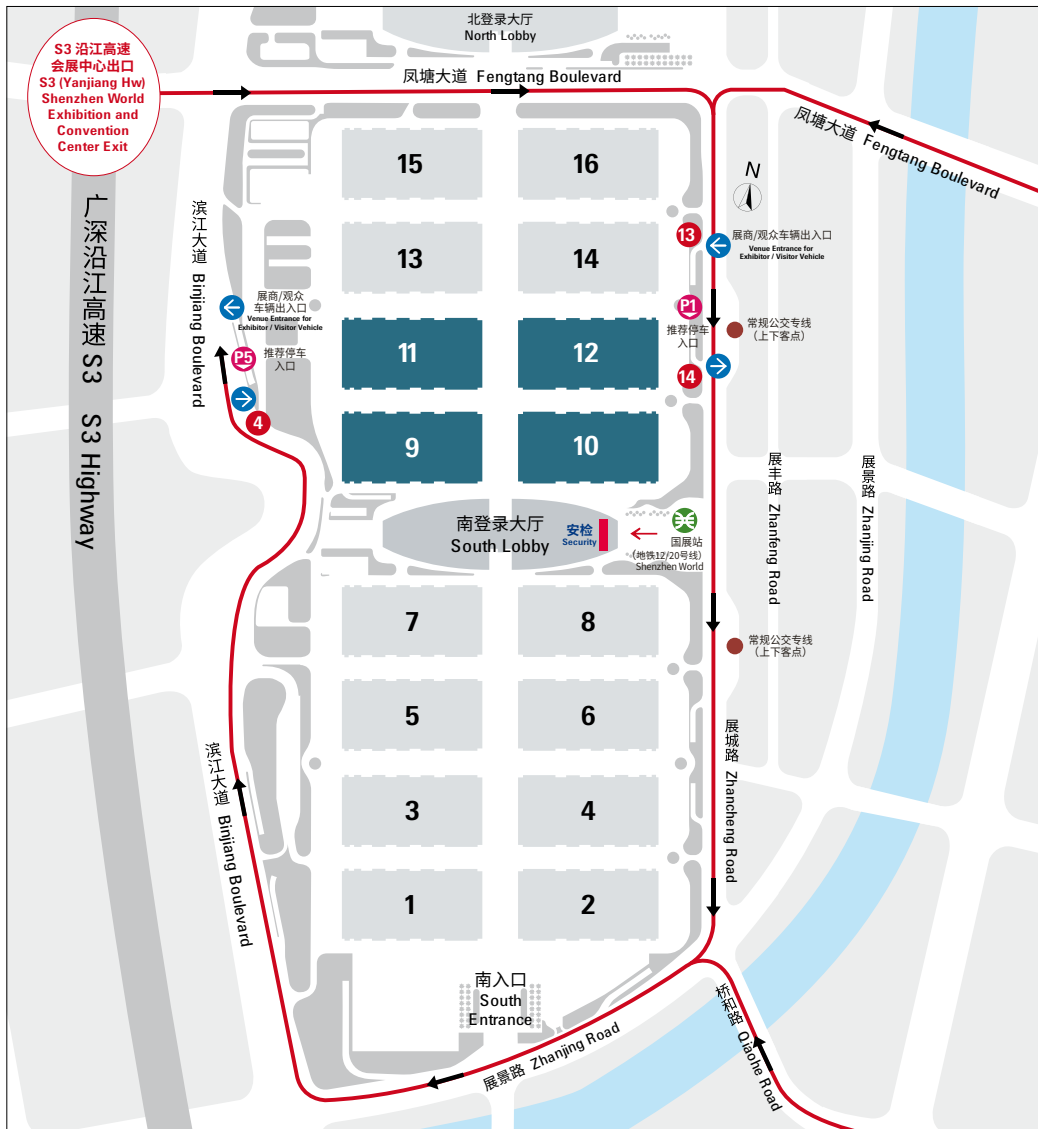 北登录大厅
North Lobby
S3 沿江高速
会展中心出口
S3 (Yanjiang Hw)
Shenzhen World
Exhibition and
Convention
Center Exit
凤塘大道 Fengtang Boulevard
凤塘大道 Fengtang Boulevard
N
15
16
广深沿江高速 S3 S3 Highway
滨江大道 Binjiang Boulevard
13
14
13
展商/观众车辆出入口
Venue Entrance for
Exhibitor / Visitor Vehicle
展商/观众
车辆出入口
Venue Entrance for
Exhibitor / Visitor Vehicle
P1
推荐停车
入口
常规公交专线
（上下客点）
P5
推荐停车
入口
11
12
14
4
9
10
展丰路 Zhanfeng Road
展景路 Zhanjing Road
南登录大厅
South Lobby
安检
Security
国展站
（地铁12/20号线）
Shenzhen World
7
8
常规公交专线
（上下客点）
5
6
展城路 Zhancheng Road
滨江大道 Binjiang Boulevard
3
4
1
2
南入口
South
Entrance
展景路 Zhanjing Road
桥和路 Qiaohe Road